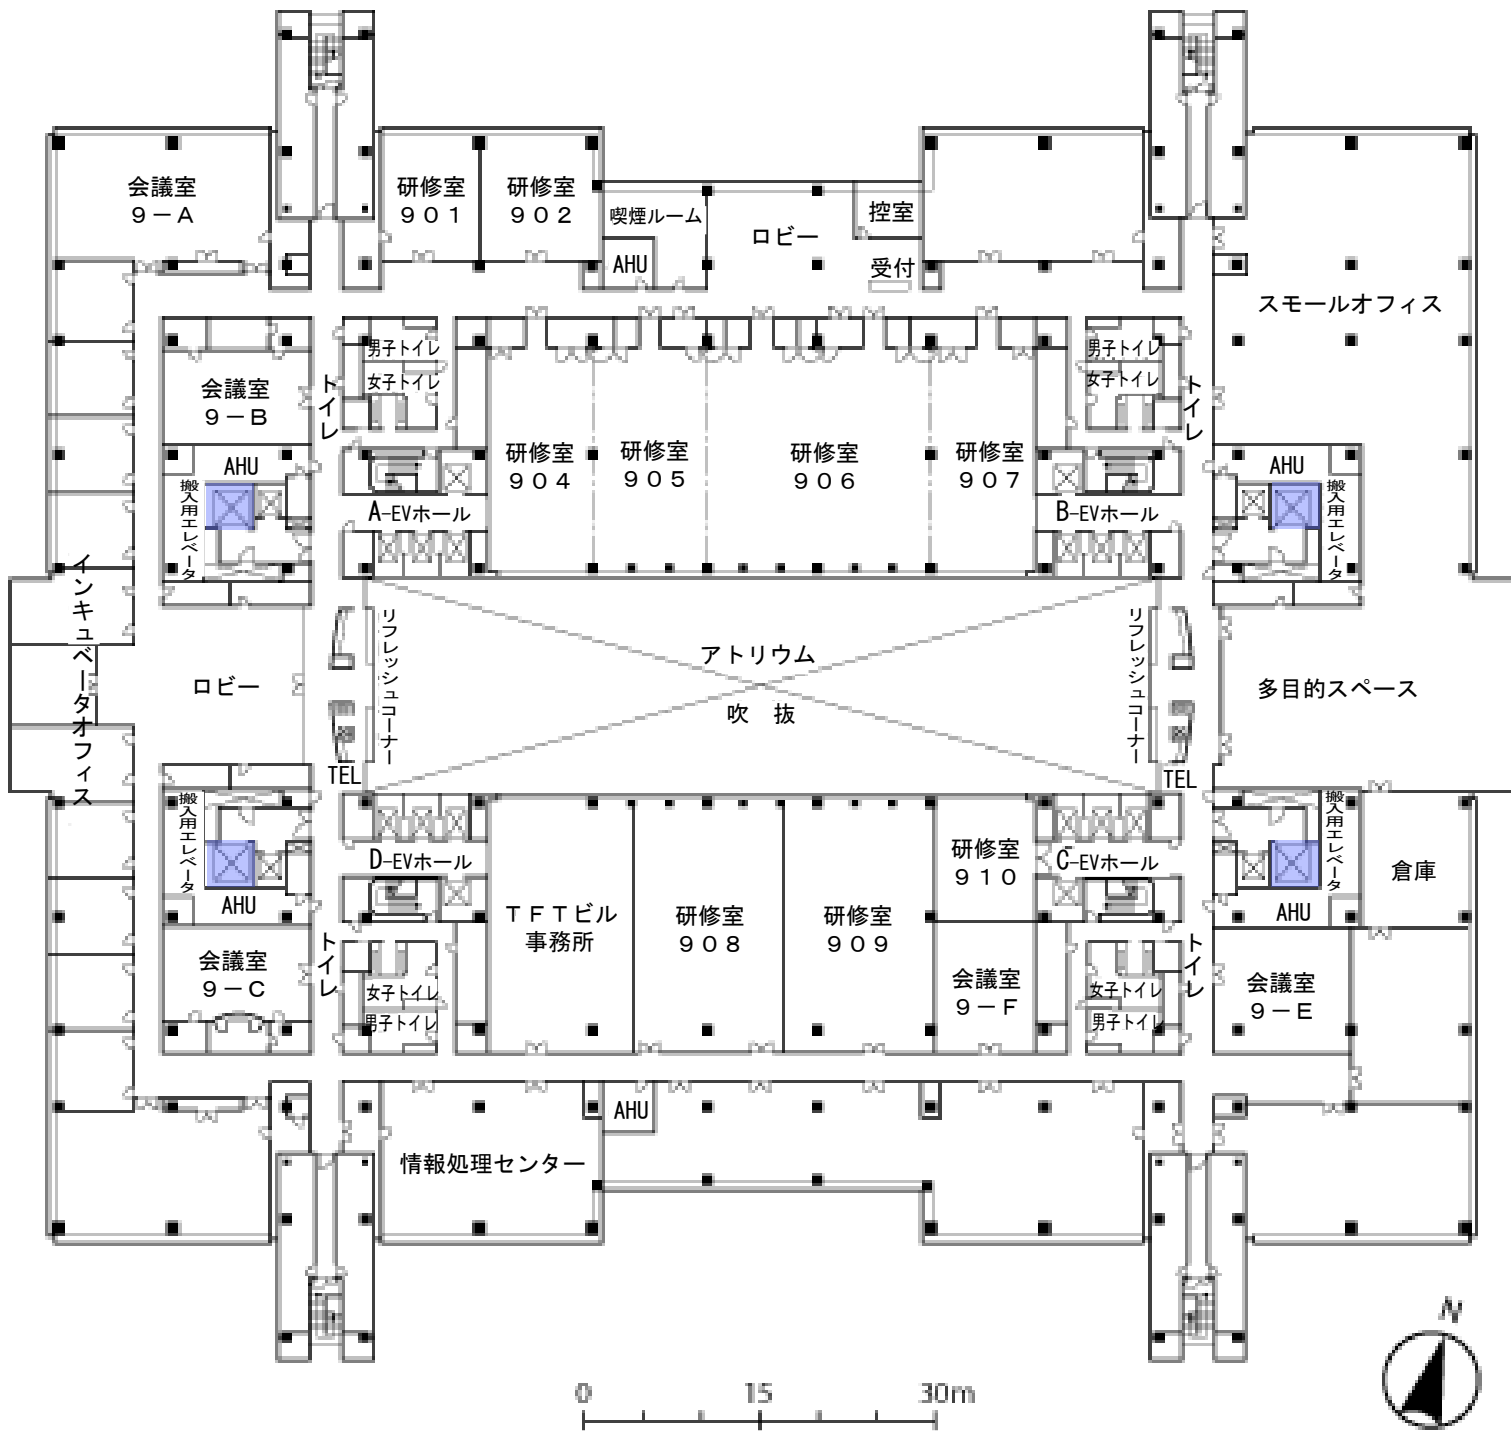 会議室
９－Ａ
研修室
９０１
研修室
９０２
喫煙ルーム
AHU
ロビー
控室
受付
スモールオフィス
会議室
９－Ｂ
AHU
搬入用エレベータ
トイレ
男子トイレ
女子トイレ
A-EVホール
研修室
９０４
研修室
９０５
研修室
９０６
研修室
９０７
男子トイレ
女子トイレ
トイレ
B-EVホール
AHU
搬入用エレベータ
インキュベータオフィス
ロビー
リフレッシュコーナー
TEL
アトリウム
吹　抜
リフレッシュコーナー
TEL
多目的スペース
搬入用エレベータ
AHU
会議室
９－Ｃ
トイレ
D-EVホール
女子トイレ
男子トイレ
ＴＦＴビル
事務所
研修室
９０８
研修室
９０９
研修室
９１０
会議室
９－Ｆ
C-EVホール
女子トイレ
男子トイレ
トイレ
搬入用エレベータ
AHU
倉庫
会議室
９－Ｅ
情報処理センター
AHU
N
0 15 30m